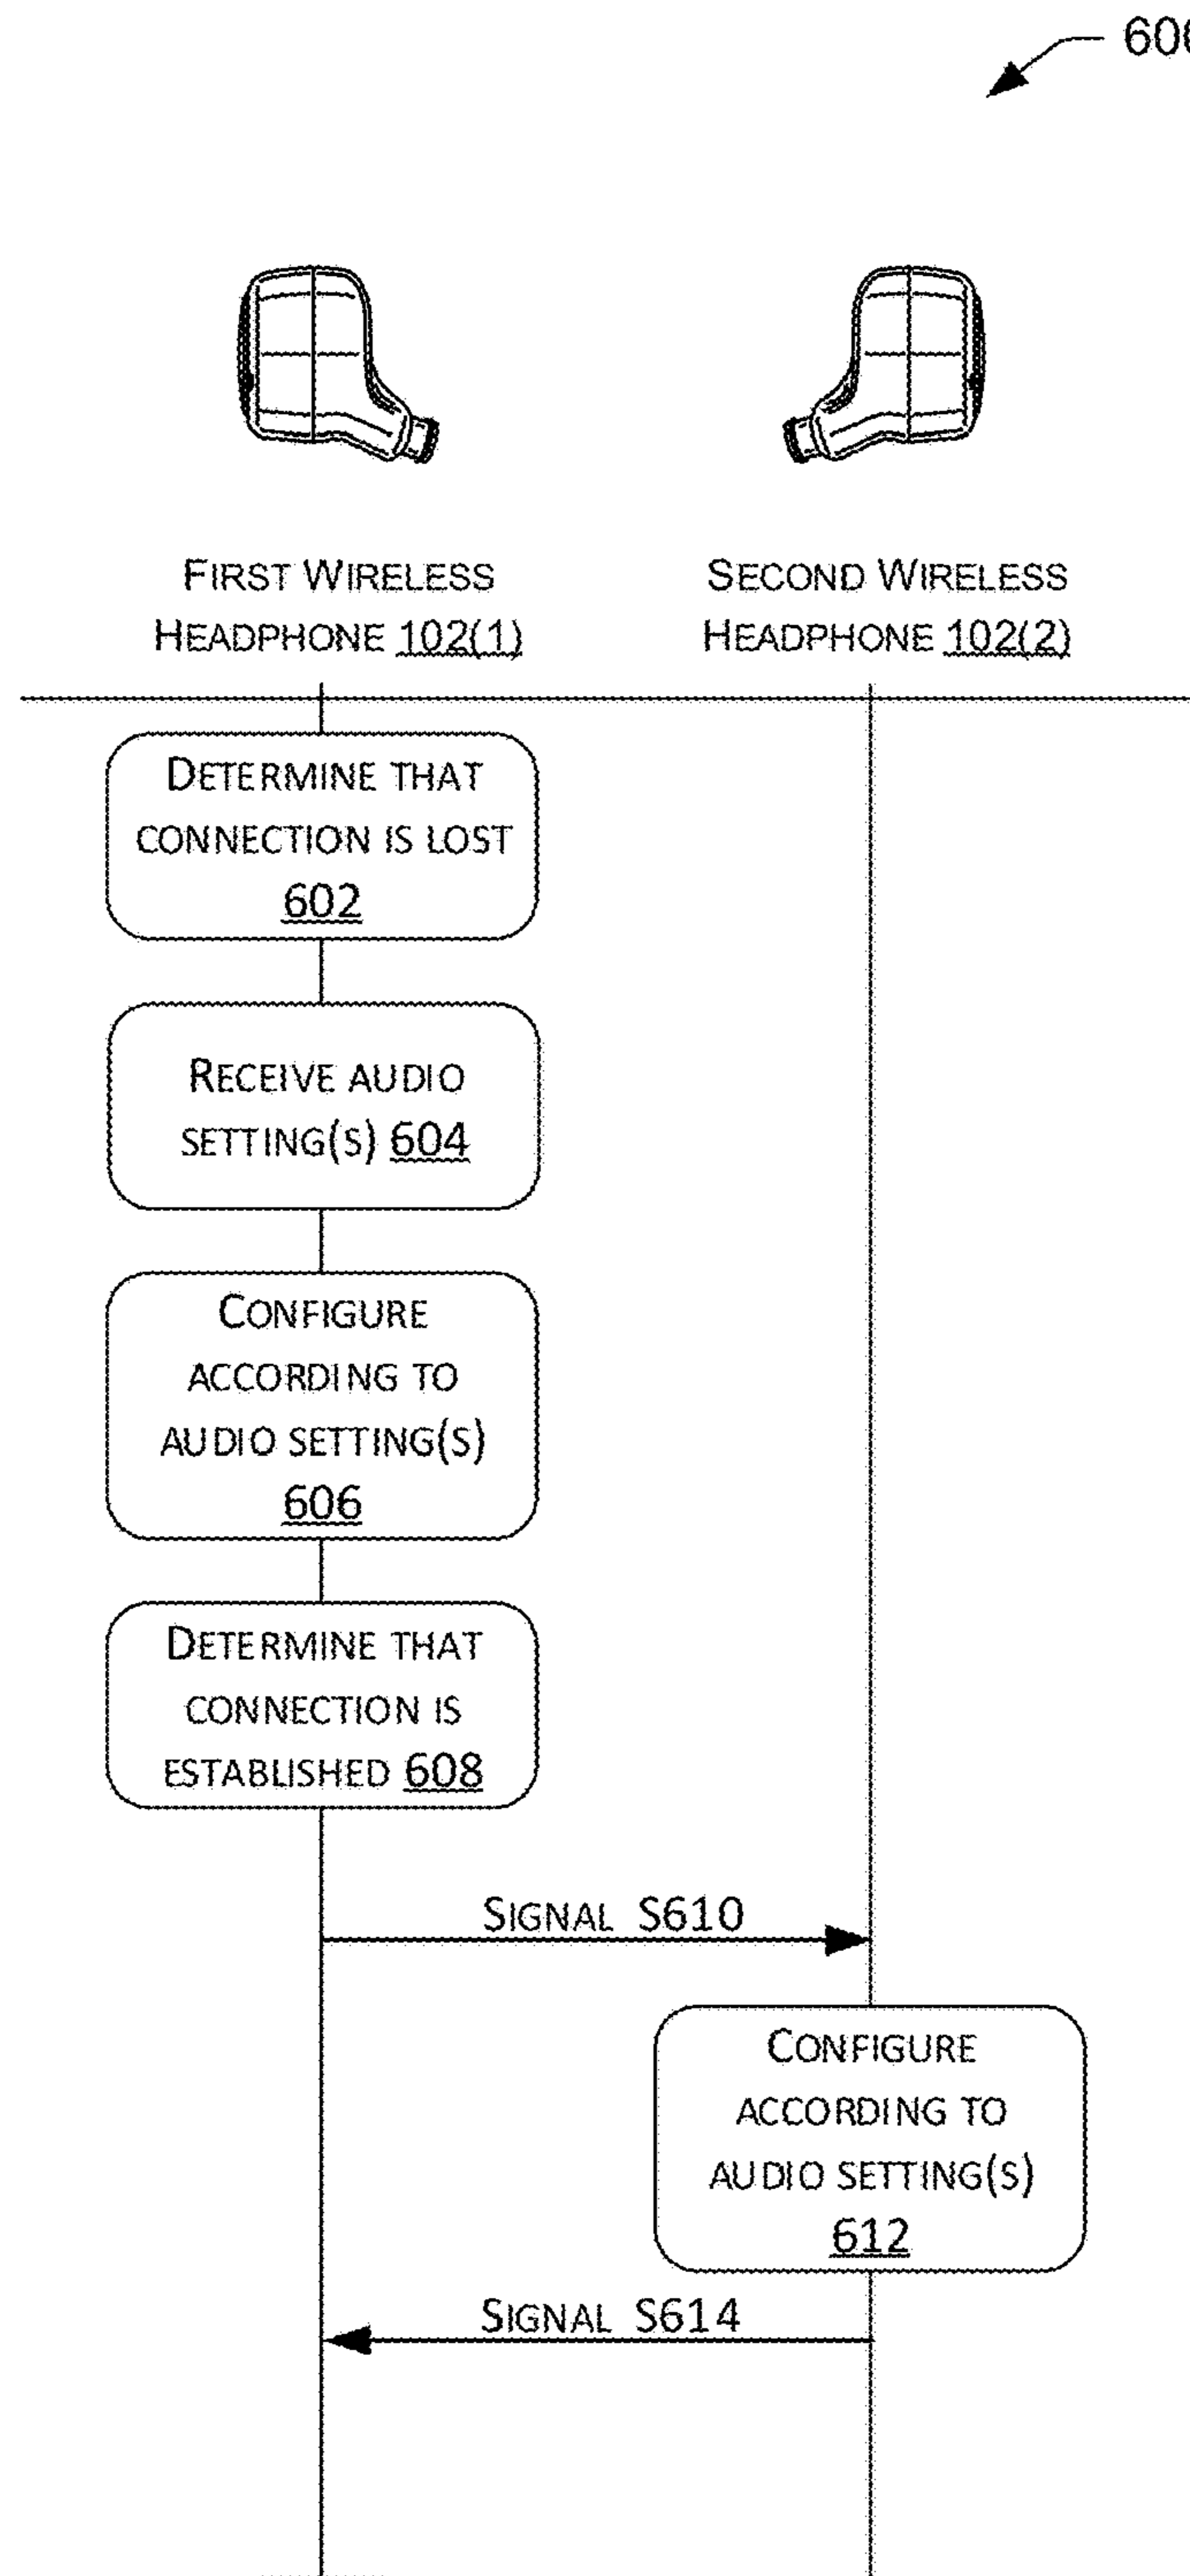 FIRST WIRELESS
HEADPHONE 102(1)
SECOND WIRELESS
HEADPHONE 102(2)
DETERMINE THAT
CONNECTION IS LOST
602
RECEIVE AUDIO
SETTING(S) 604
CONFIGURE
ACCORDING TO
AUDIO SETTING(S)
606
DETERMINE THAT
CONNECTION IS
ESTABLISHED 608
SIGNAL S610
CONFIGURE
ACCORDING TO
AUDIO SETTING(S)
612
SIGNAL S614